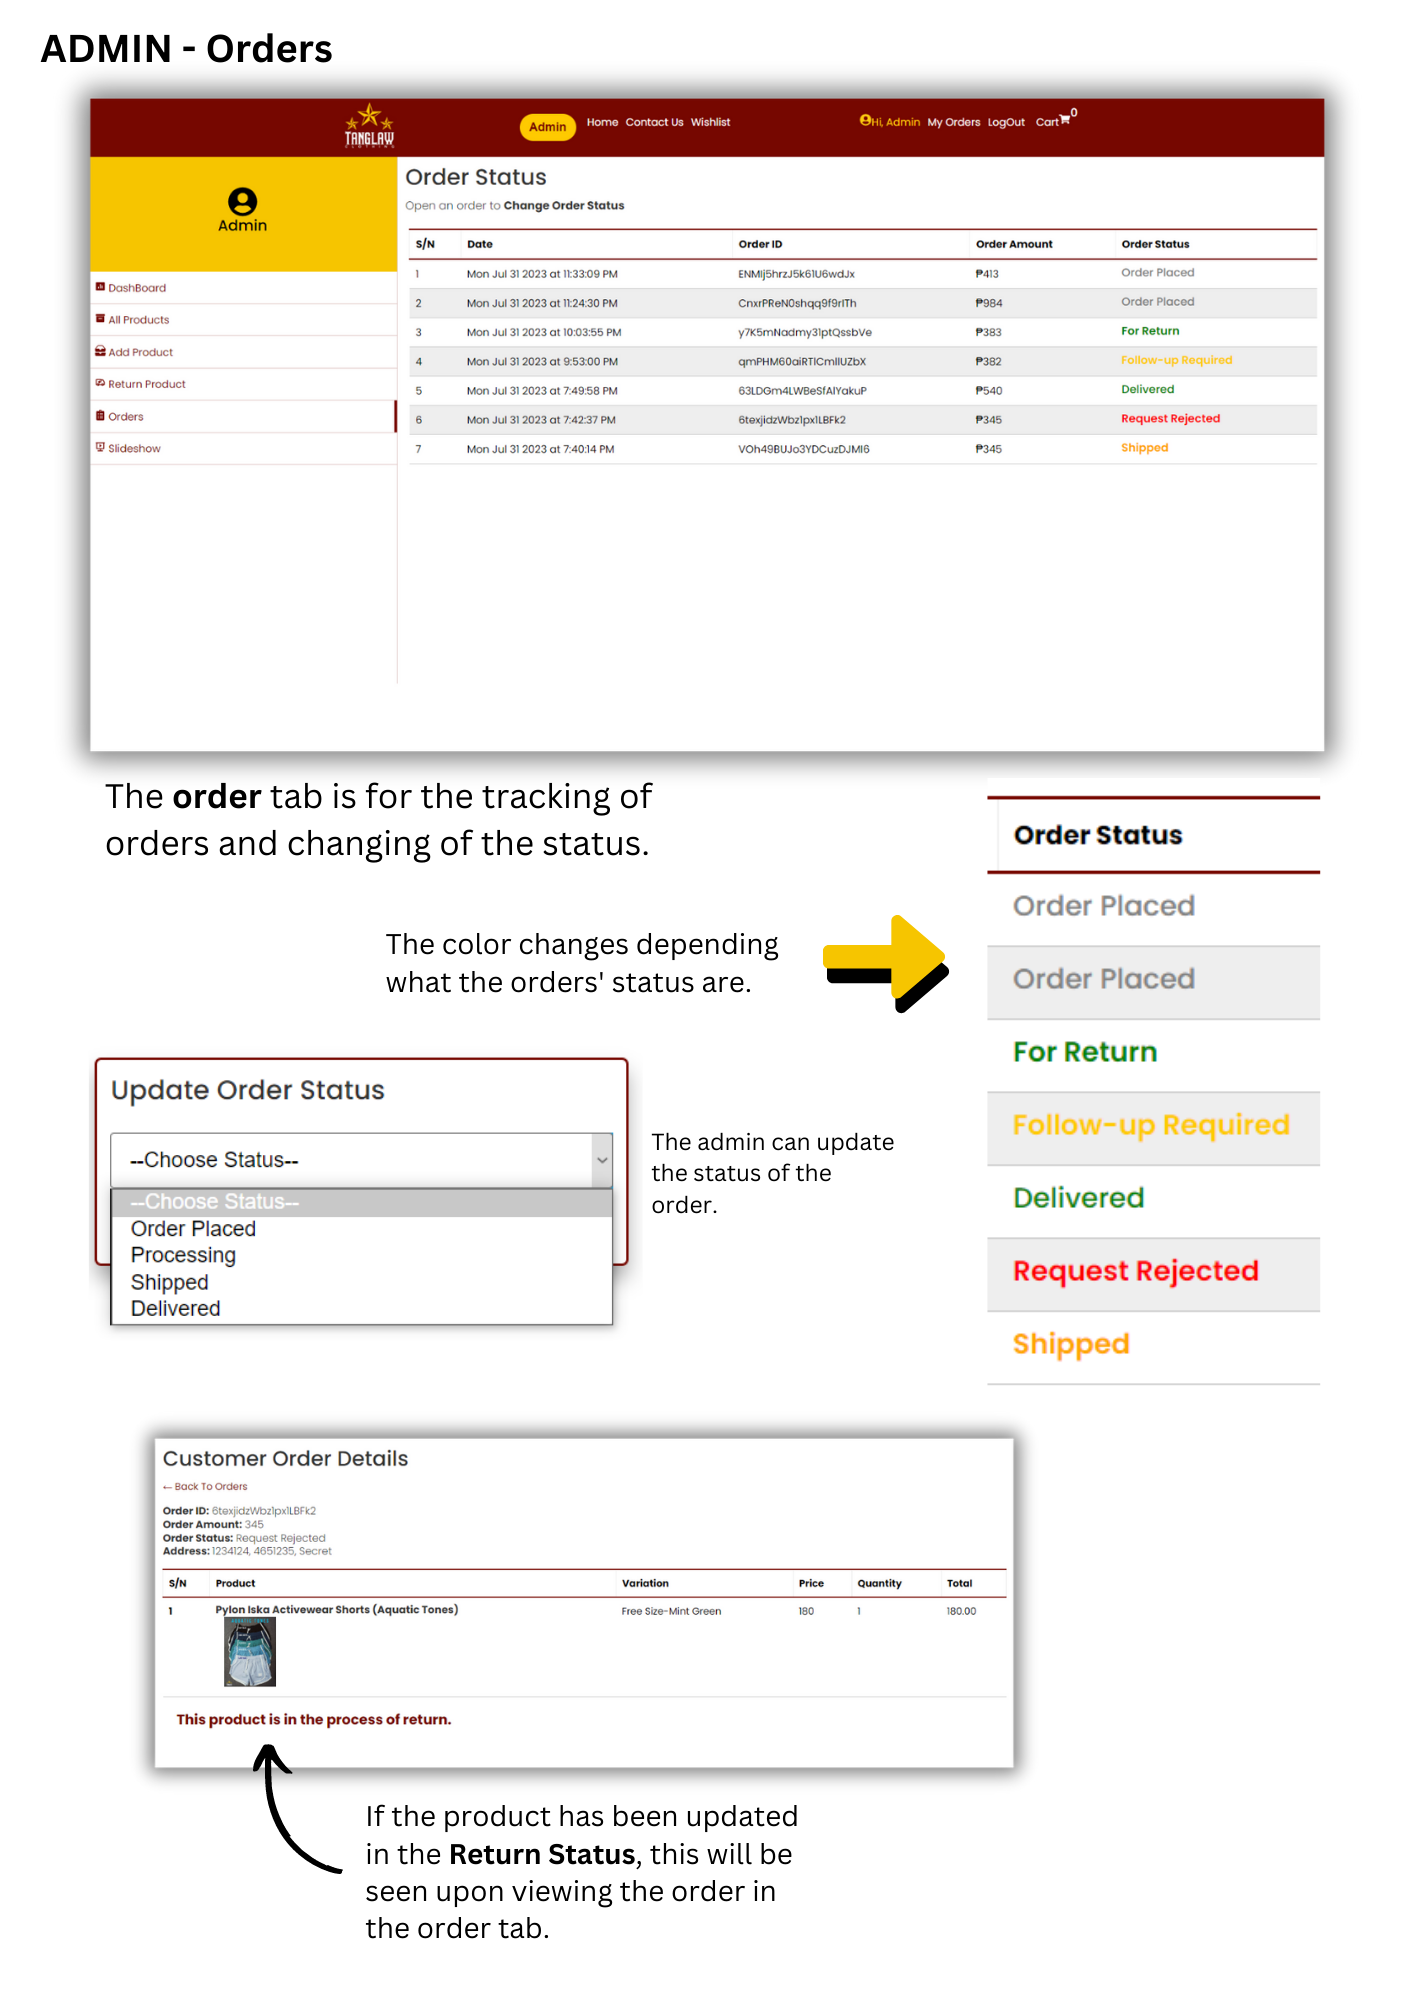 ADMIN - Orders
TANGLAW
CLOTHING
Admin Home Contact Us Wishlist Hi, Admin My Orders LogOut Cart 0
Admin
DashBoard
All Products
Add Product
Return Product
Orders
Slideshow
Order Status
Open an order to Change Order Status
S/N Date Order ID Order Amount Order Status
1 Mon Jul 31 2023 at 11:33:09 PM ENMIj5hrzJ5k61U6wdJx ₱413 Order Placed
2 Mon Jul 31 2023 at 11:24:30 PM CnxrPReN0shqq9f9rITh ₱984 Order Placed
3 Mon Jul 31 2023 at 10:03:55 PM y7K5mNadmy31ptQssbVe ₱383 For Return
4 Mon Jul 31 2023 at 9:53:00 PM qmPHM60aiRTICmIlUZbX ₱382 Follow-up Required
5 Mon Jul 31 2023 at 7:49:58 PM 63LDGm4LWBeSfAIYakuP ₱540 Delivered
6 Mon Jul 31 2023 at 7:42:37 PM 6texjidzWbz1px1LBFk2 ₱345 Request Rejected
7 Mon Jul 31 2023 at 7:40:14 PM VOh49BUJo3YDCuzDJMI6 ₱345 Shipped
The order tab is for the tracking of
orders and changing of the status.
The color changes depending
what the orders' status are.
Order Status
Order Placed
Order Placed
For Return
Follow-up Required
Delivered
Request Rejected
Shipped
Update Order Status
--Choose Status--
--Choose Status--
Order Placed
Processing
Shipped
Delivered
The admin can update
the status of the
order.
Customer Order Details
← Back To Orders
Order ID: 6texjidzWbz1px1LBFk2
Order Amount: 345
Order Status: Request Rejected
Address: 1234124, 4651235, Secret
S/N Product Variation Price Quantity Total
1 Pylon Iska Activewear Shorts (Aquatic Tones) Free Size-Mint Green 180 1 180.00
AQUATIC TONES
This product is in the process of return.
If the product has been updated
in the Return Status, this will be
seen upon viewing the order in
the order tab.